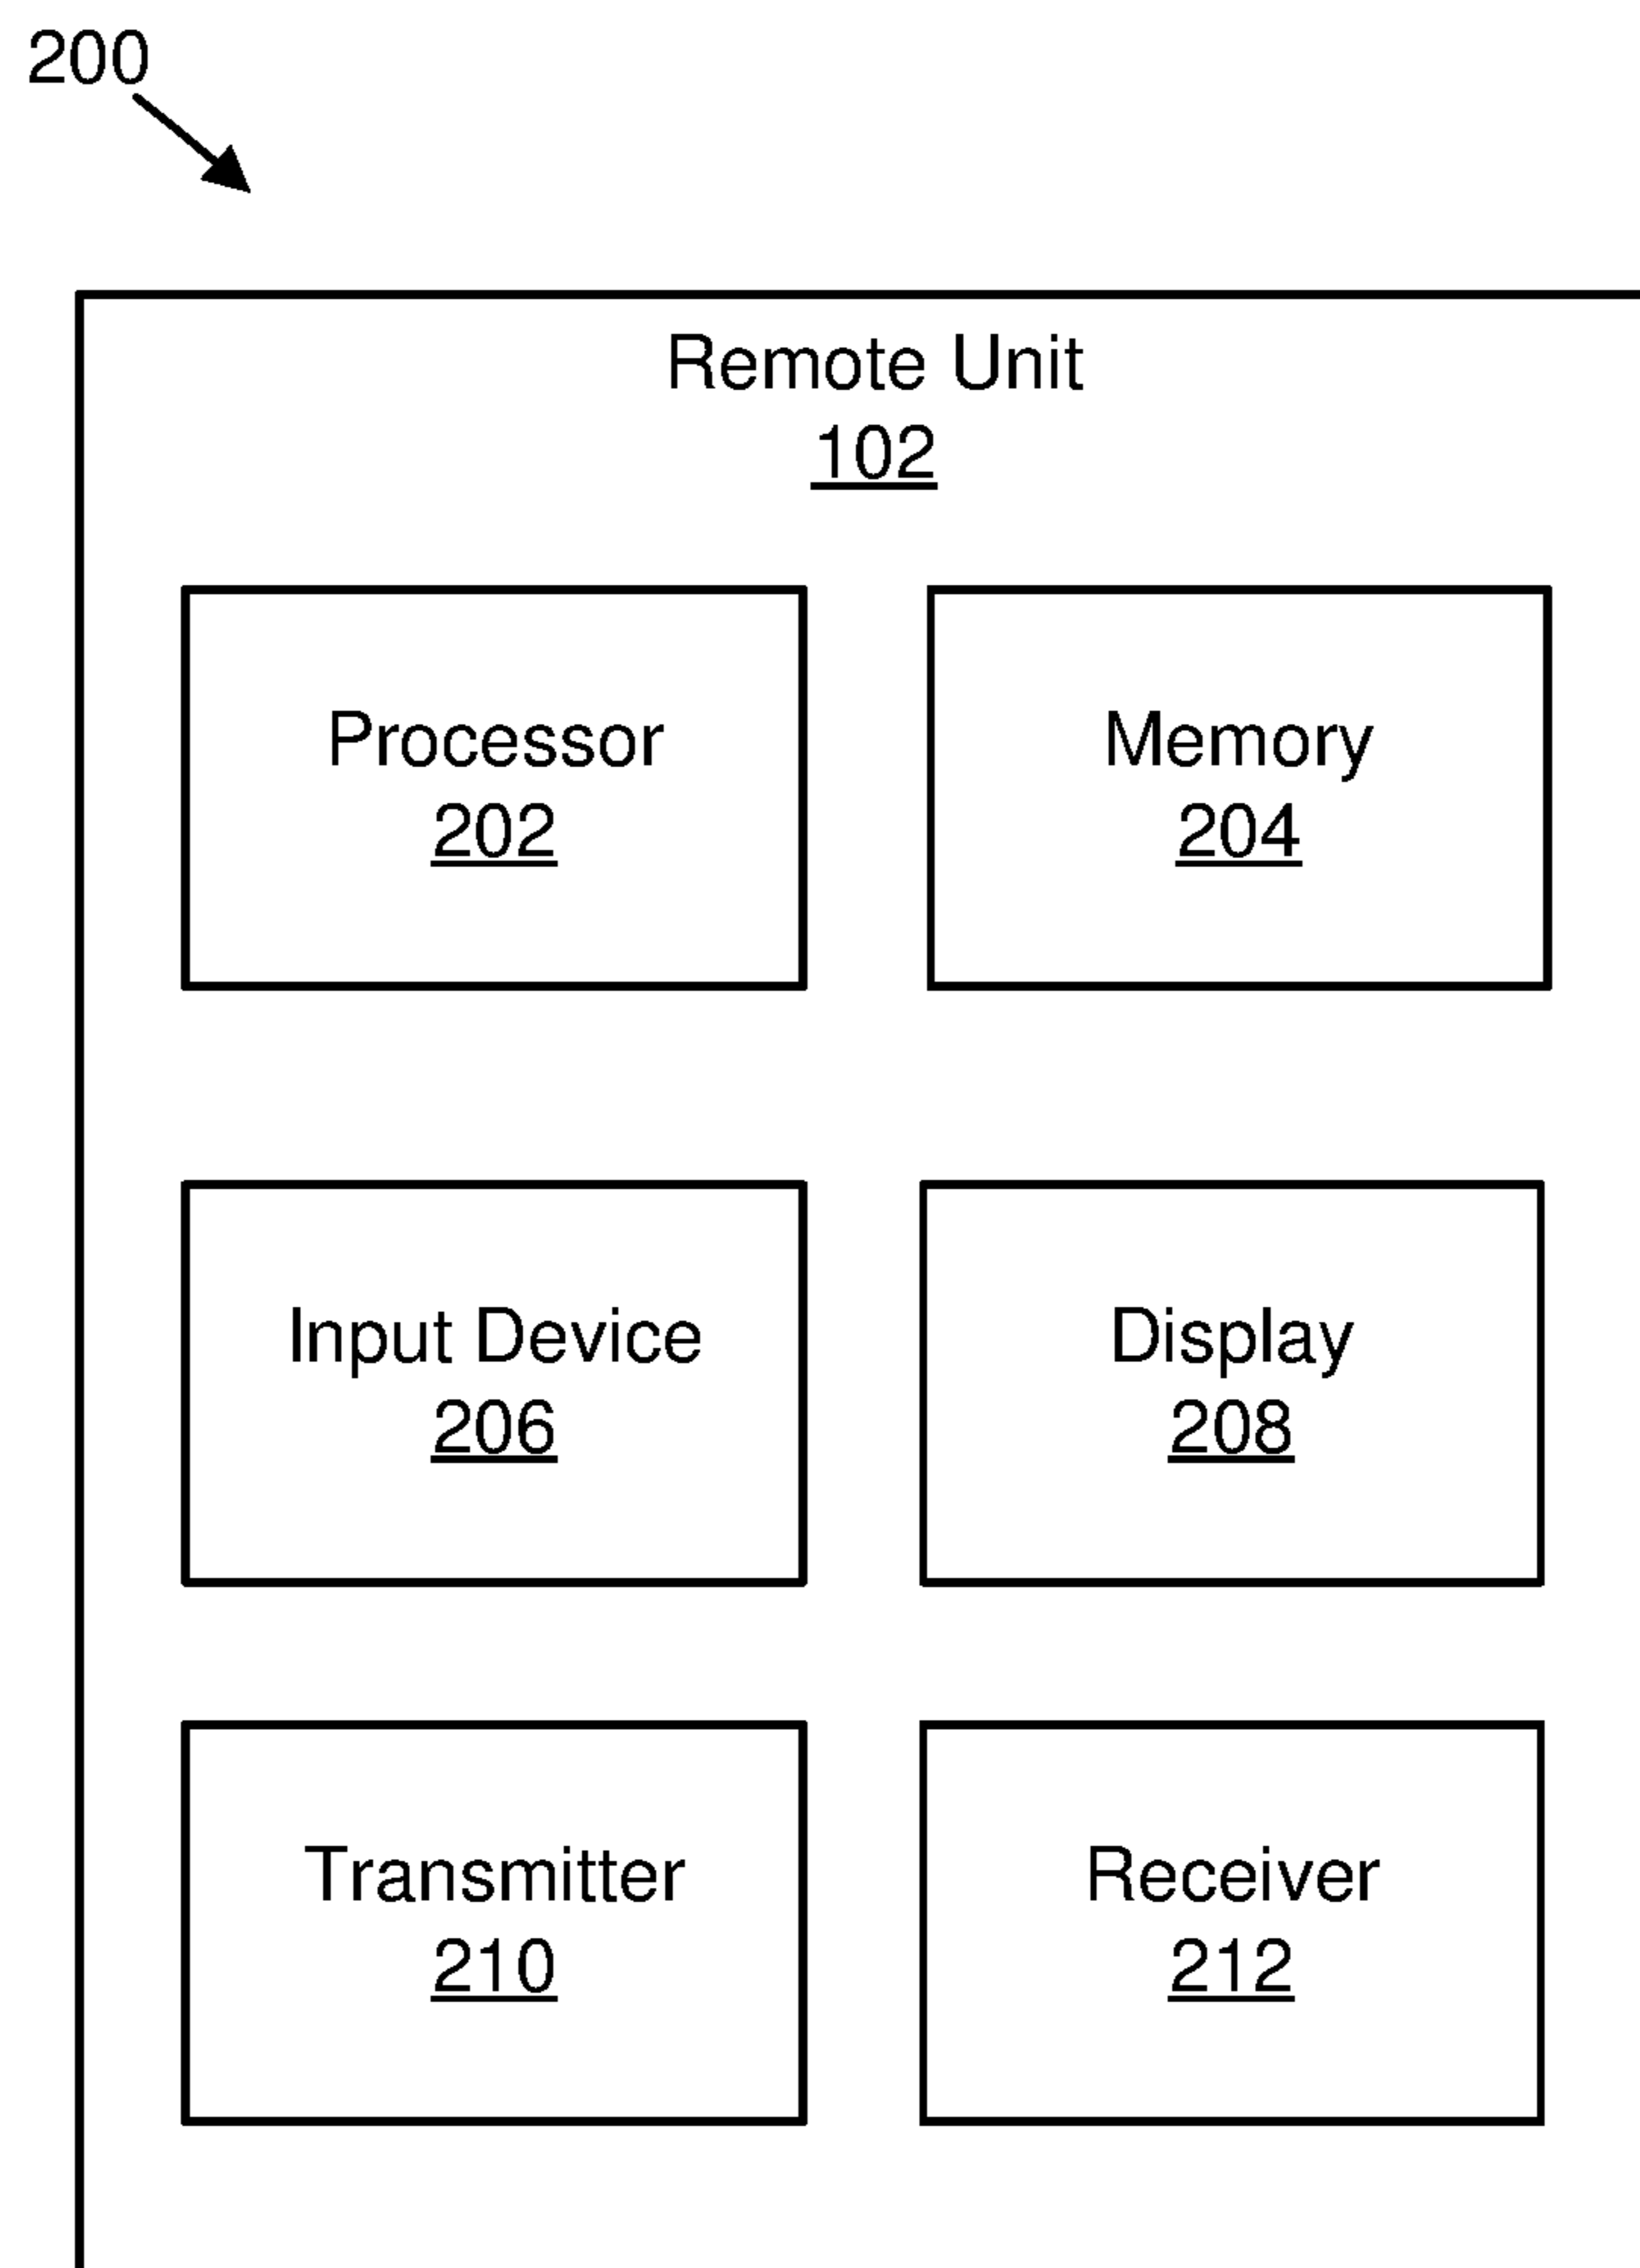 200
Remote Unit
102
Processor
202
Memory
204
Input Device
206
Display
208
Transmitter
210
Receiver
212